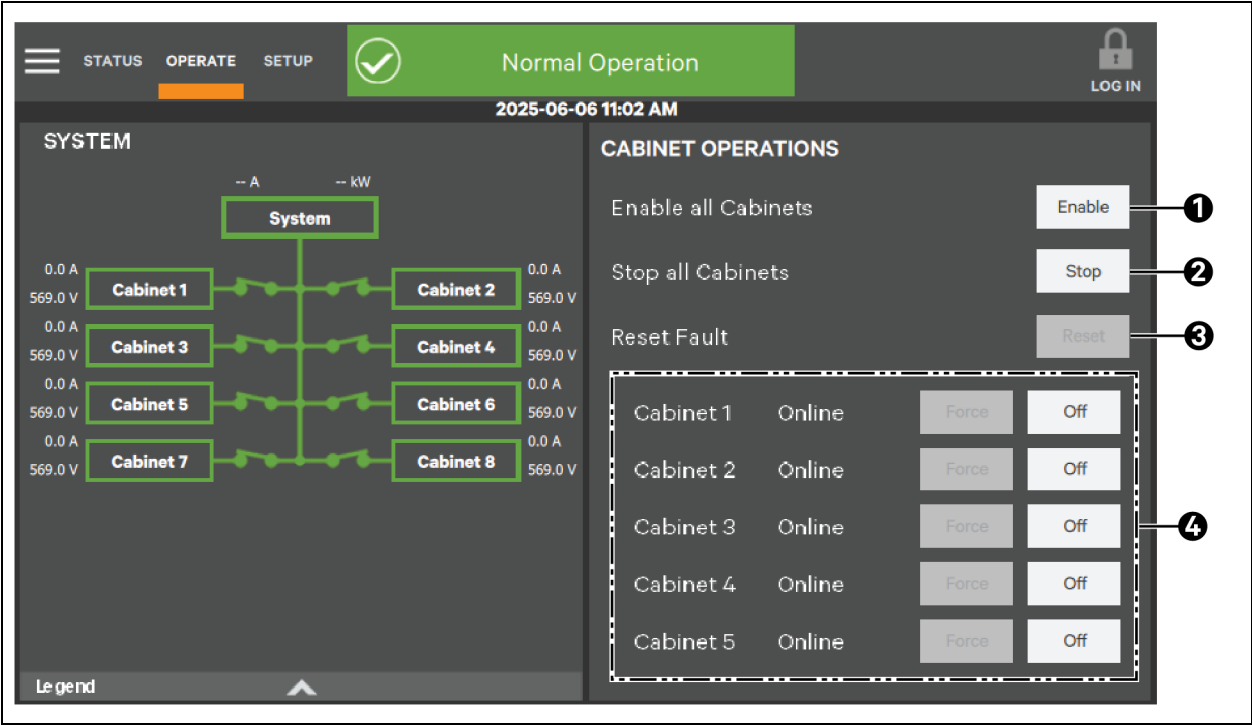 STATUS OPERATE SETUP Normal Operation LOG IN
2025-06-06 11:02 AM
SYSTEM
-- A -- kW
System
0.0 A Cabinet 1 569.0 V
0.0 A Cabinet 2 569.0 V
0.0 A Cabinet 3 569.0 V
0.0 A Cabinet 4 569.0 V
0.0 A Cabinet 5 569.0 V
0.0 A Cabinet 6 569.0 V
0.0 A Cabinet 7 569.0 V
0.0 A Cabinet 8 569.0 V
Legend
CABINET OPERATIONS
Enable all Cabinets Enable 1
Stop all Cabinets Stop 2
Reset Fault Reset 3
Cabinet 1 Online Force Off
Cabinet 2 Online Force Off
Cabinet 3 Online Force Off 4
Cabinet 4 Online Force Off
Cabinet 5 Online Force Off